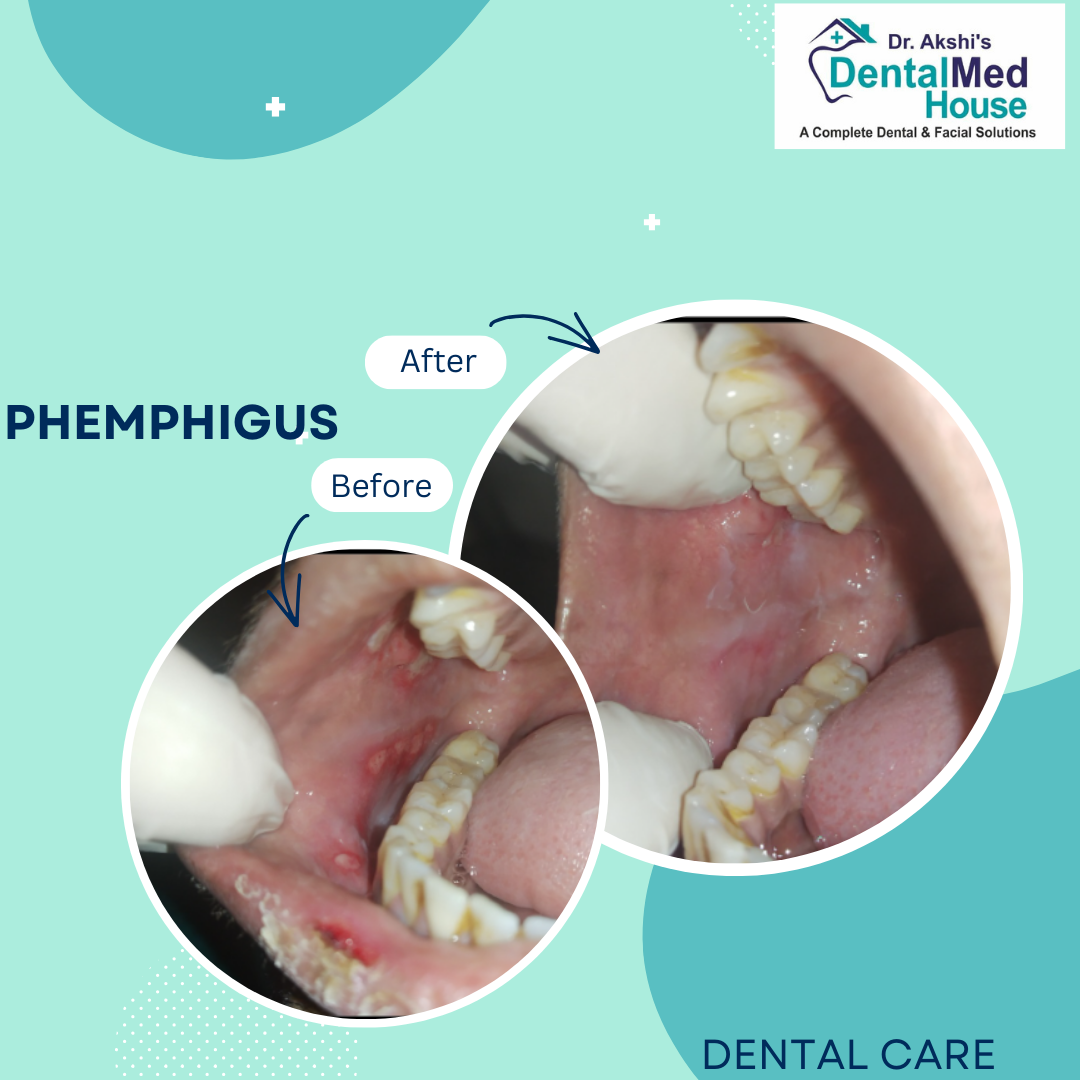 Dr. Akshi's
DentalMed
House
A Complete Dental & Facial Solutions
After
PHEMPHIGUS
Before
DENTAL CARE